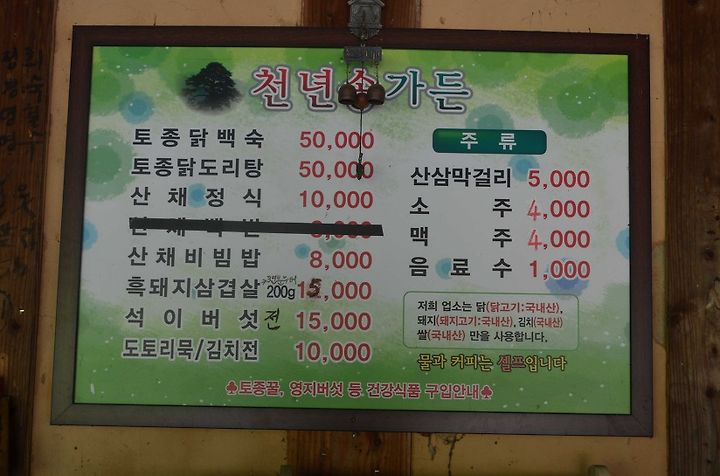 천년송가든
토종닭백숙 50,000
토종닭도리탕 50,000
산채정식 10,000
산채비빔밥 8,000
흑돼지삼겹살 200g 15,000
석이버섯전 15,000
도토리묵/김치전 10,000
주류
산삼막걸리 5,000
소주 4,000
맥주 4,000
음료수 1,000
저희 업소는 닭(닭고기:국내산),
돼지(돼지고기:국내산),김치(국내산)
쌀(국내산) 만을 사용합니다.
물과 커피는 셀프입니다
♣토종꿀, 영지버섯 등 건강식품 구입안내♣